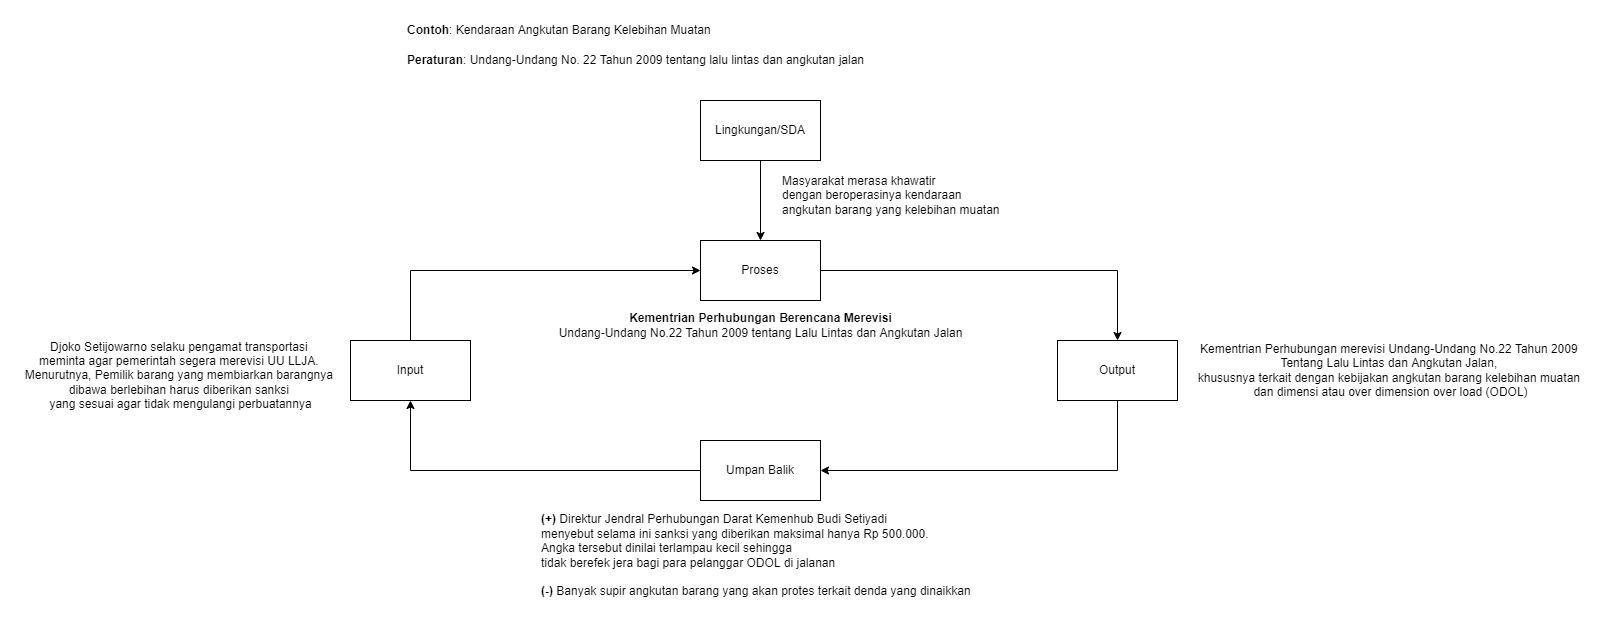 Contoh: Kendaraan Angkutan Barang Kelebihan Muatan
Peraturan: Undang-Undang No. 22 Tahun 2009 tentang lalu lintas dan angkutan jalan
Lingkungan/SDA
Masyarakat merasa khawatir
dengan beroperasinya kendaraan
angkutan barang yang kelebihan muatan
Proses
Kementrian Perhubungan Berencana Merevisi
Undang-Undang No.22 Tahun 2009 tentang Lalu Lintas dan Angkutan Jalan
Djoko Setijowarno selaku pengamat transportasi
meminta agar pemerintah segera merevisi UU LLJA.
Menurutnya, Pemilik barang yang membiarkan barangnya
dibawa berlebihan harus diberikan sanksi
yang sesuai agar tidak mengulangi perbuatannya
Input
Output
Kementrian Perhubungan merevisi Undang-Undang No.22 Tahun 2009
Tentang Lalu Lintas dan Angkutan Jalan,
khususnya terkait dengan kebijakan angkutan barang kelebihan muatan
dan dimensi atau over dimension over load (ODOL)
Umpan Balik
(+) Direktur Jendral Perhubungan Darat Kemenhub Budi Setiyadi
menyebut selama ini sanksi yang diberikan maksimal hanya Rp 500.000.
Angka tersebut dinilai terlampau kecil sehingga
tidak berefek jera bagi para pelanggar ODOL di jalanan
(-) Banyak supir angkutan barang yang akan protes terkait denda yang dinaikkan